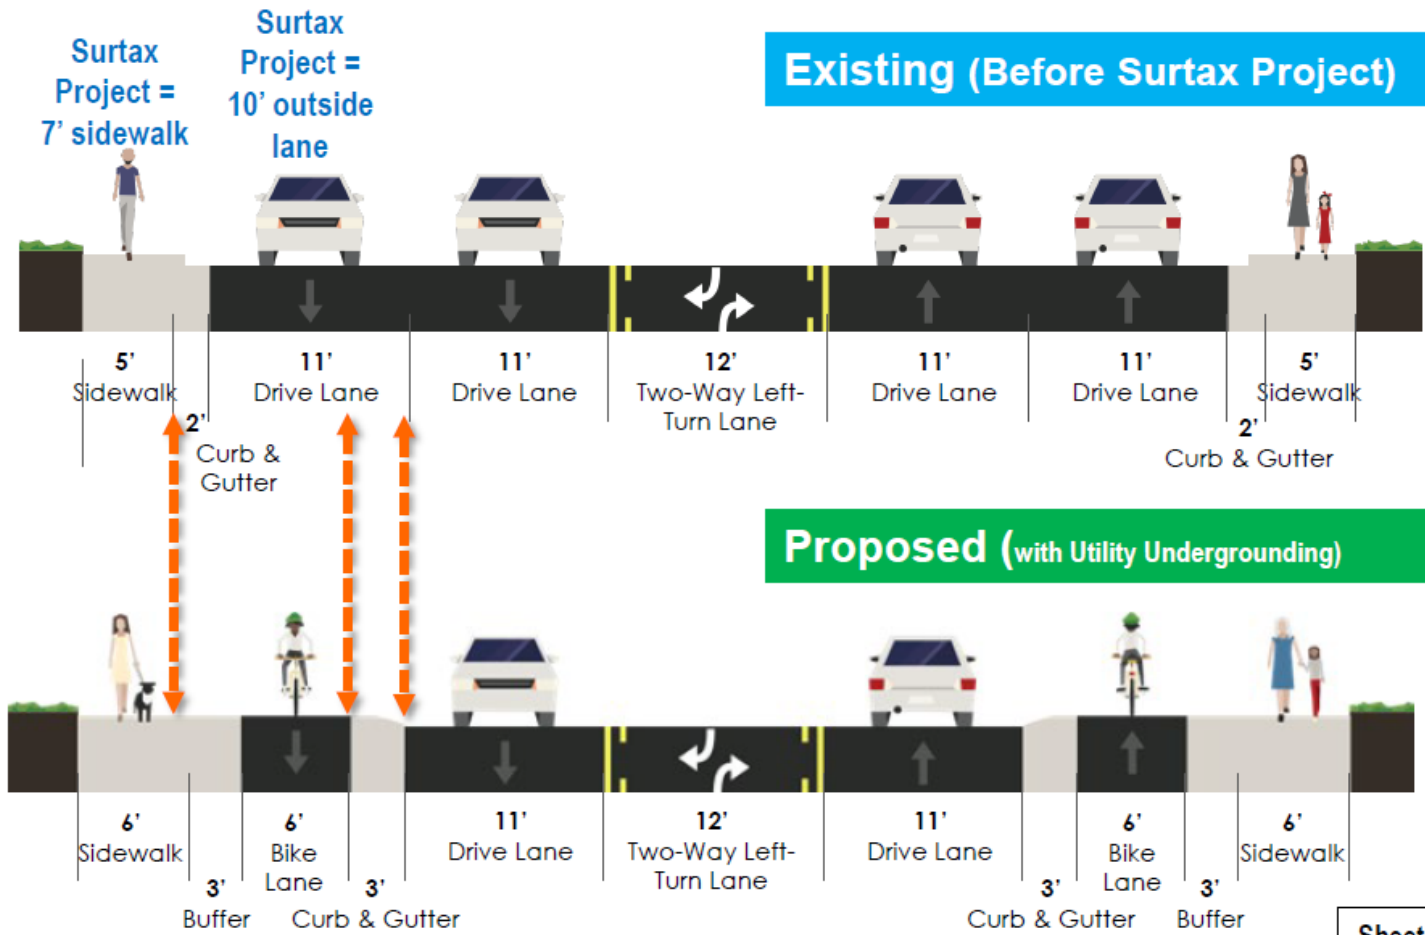 Surtax
Project =
7' sidewalk
Surtax
Project =
10' outside
lane
Existing (Before Surtax Project)
5'
Sidewalk
2'
Curb &
Gutter
11'
Drive Lane
11'
Drive Lane
12'
Two-Way Left-
Turn Lane
11'
Drive Lane
11'
Drive Lane
2'
Curb & Gutter
5'
Sidewalk
Proposed (with Utility Undergrounding)
6'
Sidewalk
3'
Buffer
6'
Bike
Lane
3'
Curb & Gutter
11'
Drive Lane
12'
Two-Way Left-
Turn Lane
11'
Drive Lane
3'
Curb & Gutter
6'
Bike
Lane
3'
Buffer
6'
Sidewalk
Sheet